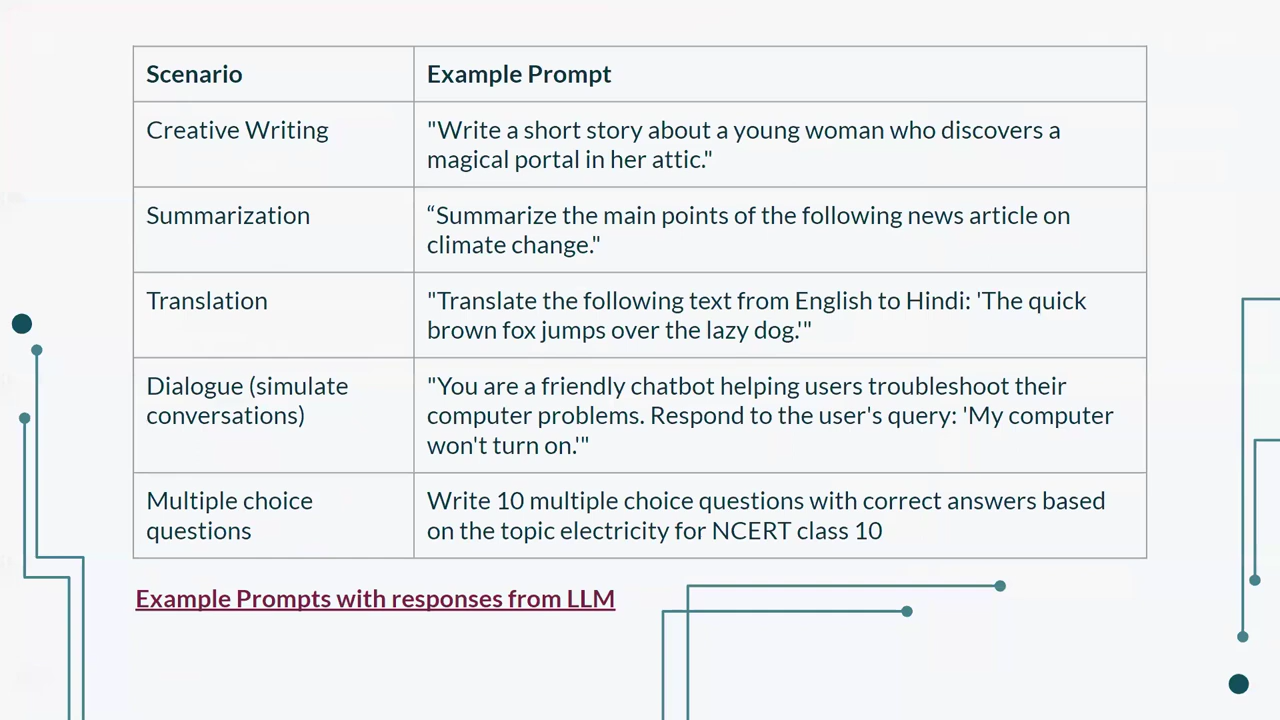 Scenario
Example Prompt
Creative Writing
"Write a short story about a young woman who discovers a
magical portal in her attic."
Summarization
“Summarize the main points of the following news article on
climate change."
Translation
"Translate the following text from English to Hindi: 'The quick
brown fox jumps over the lazy dog.'"
Dialogue (simulate
conversations)
"You are a friendly chatbot helping users troubleshoot their
computer problems. Respond to the user's query: 'My computer
won't turn on.'"
Multiple choice
questions
Write 10 multiple choice questions with correct answers based
on the topic electricity for NCERT class 10
Example Prompts with responses from LLM